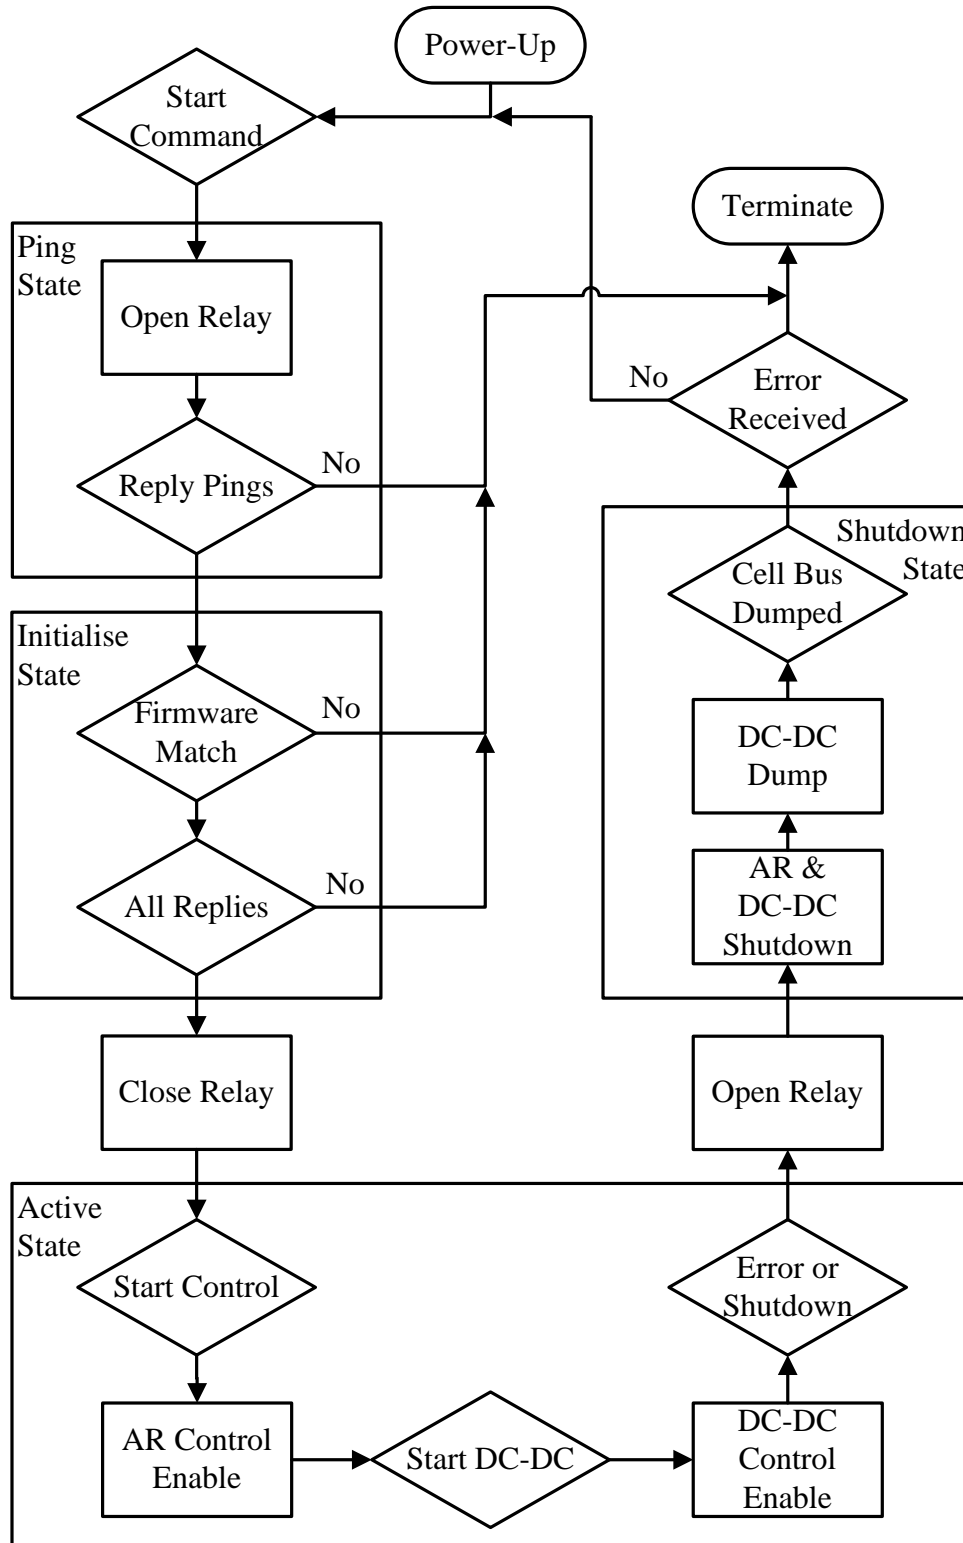 Power-Up
Start
Command
Terminate
Ping
State
Open Relay
No
Error
Received
No
Reply Pings
Shutdown
State
Cell Bus
Dumped
Initialise
State
Firmware
Match
No
DC-DC
Dump
All Replies
No
AR &
DC-DC
Shutdown
Close Relay
Open Relay
Active
State
Start Control
Error or
Shutdown
AR Control
Enable
Start DC-DC
DC-DC
Control
Enable